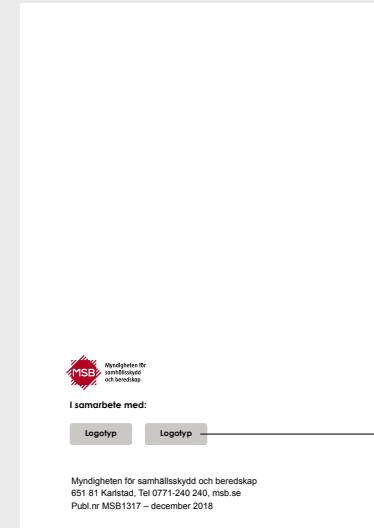 MSB
Myndigheten för
samhällsskydd
och beredskap
I samarbete med:
Logotyp Logotyp
Myndigheten för samhällsskydd och beredskap
651 81 Karlstad, Tel 0771-240 240, msb.se
Publ.nr MSB1317 – december 2018